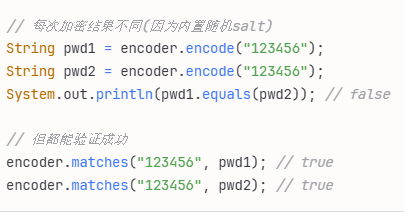 // 每次加密结果不同(因为内置随机salt)
String pwd1 = encoder.encode("123456");
String pwd2 = encoder.encode("123456");
System.out.println(pwd1.equals(pwd2)); // false
// 但都能验证成功
encoder.matches("123456", pwd1); // true
encoder.matches("123456", pwd2); // true